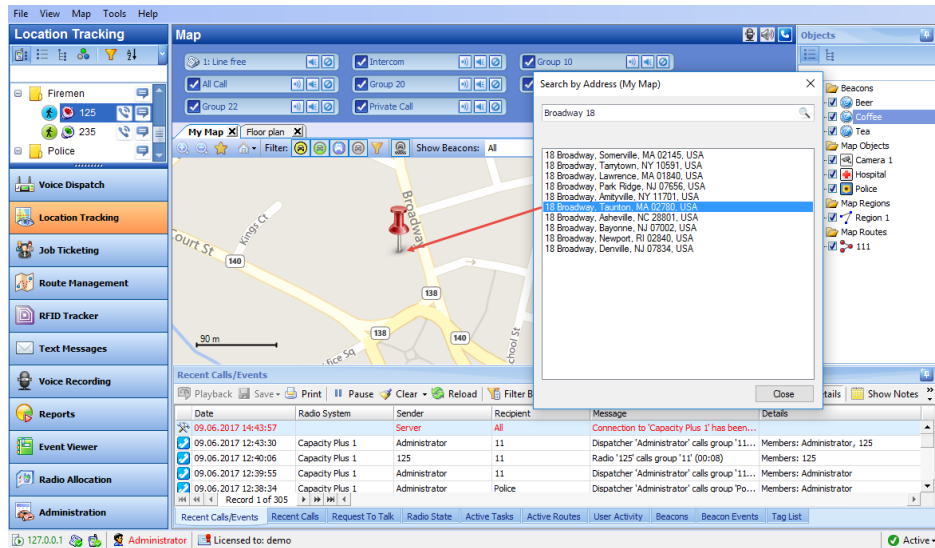 File View Map Tools Help
Location Tracking
Map
Objects
1: Line free
Intercom
Group 10
All Call
Group 20
Group 22
Private Call
Firemen
125
235
Police
My Map X Floor plan X
Filter:
Show Beacons: All
Search by Address (My Map)
Broadway 18
18 Broadway, Somerville, MA 02145, USA
18 Broadway, Tarrytown, NY 10591, USA
18 Broadway, Lawrence, MA 01840, USA
18 Broadway, Park Ridge, NJ 07656, USA
18 Broadway, Amityville, NY 11701, USA
18 Broadway, Taunton, MA 02780, USA
18 Broadway, Asheville, NC 28801, USA
18 Broadway, Bayonne, NJ 07002, USA
18 Broadway, Newport, RI 02840, USA
18 Broadway, Denville, NJ 07834, USA
Close
Beacons
Beer
Coffee
Tea
Map Objects
Camera 1
Hospital
Police
Map Regions
Region 1
Map Routes
111
Voice Dispatch
Location Tracking
Job Ticketing
Route Management
RFID Tracker
Text Messages
Voice Recording
Reports
Event Viewer
Radio Allocation
Administration
Broadway
Kings Ct
Court St
140
138
138
140
90 m
fice Sq
chool St
Recent Calls/Events
Playback Save Print Pause Clear Reload Filter B
tails Show Notes
Date Radio System Sender Recipient Message Details
09.06.2017 14:43:57 Server All Connection to 'Capacity Plus 1' has been...
09.06.2017 12:43:30 Capacity Plus 1 Administrator 11 Dispatcher 'Administrator' calls group '11... Members: Administrator, 125
09.06.2017 12:40:06 Capacity Plus 1 125 11 Radio '125' calls group '11' (00:08) Members: 125
09.06.2017 12:39:55 Capacity Plus 1 Administrator 11 Dispatcher 'Administrator' calls group '11... Members: Administrator
09.06.2017 12:38:34 Capacity Plus 1 Administrator Police Dispatcher 'Administrator' calls group 'Po... Members: Administrator
Record 1 of 305
Recent Calls/Events Recent Calls Request To Talk Radio State Active Tasks Active Routes User Activity Beacons Beacon Events Tag List
127.0.0.1 Administrator Licensed to: demo Active